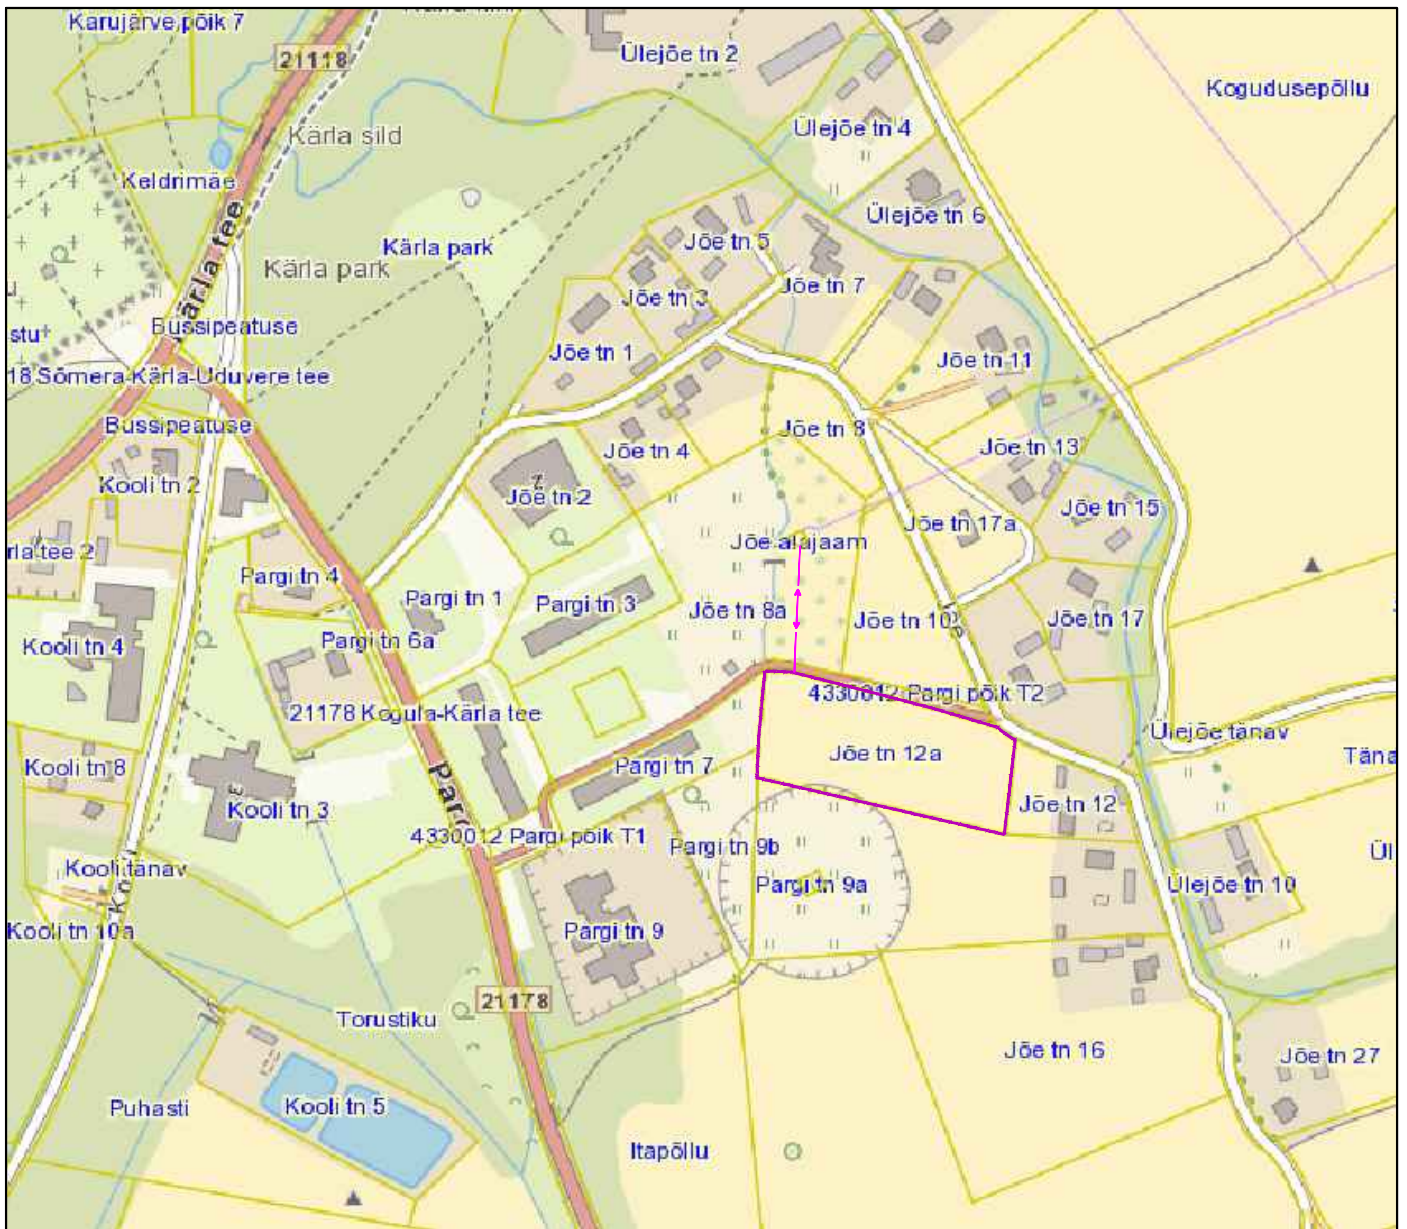 Karujärve põik 7
21118
Ülejõe tn 2
Kogudusepõllu
Kärla sild
Ülejõe tn 4
Keldrimäe
Ülejõe tn 6
Kärla tee
Kärla park
Kärla park
Jõe tn 5
Jõe tn 7
Jõe tn 3
Bussipeatuse
stu
Jõe tn 1
Jõe tn 11
18 Sõmera-Kärla-Uduvere tee
Bussipeatuse
Jõe tn 8
Jõe tn 4
Jõe tn 13
Kooli tn 2
Jõe tn 2
Jõe tn 15
Jõe tn 17a
rla tee 2
Jõe alajaam
Pargi tn 4
Pargi tn 1
Pargi tn 3
Jõe tn 8a
Jõe tn 10
Jõe tn 17
Kooli tn 4
Pargi tn 6a
4330012 Pargi põik T2
21178 Kogula-Kärla tee
Ülejõe tänav
Jõe tn 12a
Täna
Kooli tn 8
Pargi tn 7
Kooli tn 3
Jõe tn 12
4330012 Pargi põik T1
Pargi tn 9b
Ül
Kooli tänav
Pargi tn 9a
Ülejõe tn 10
Kooli tn 10a
Pargi tn 9
21178
Torustiku
Jõe tn 16
Jõe tn 27
Puhasti
Kooli tn 5
Itapõllu